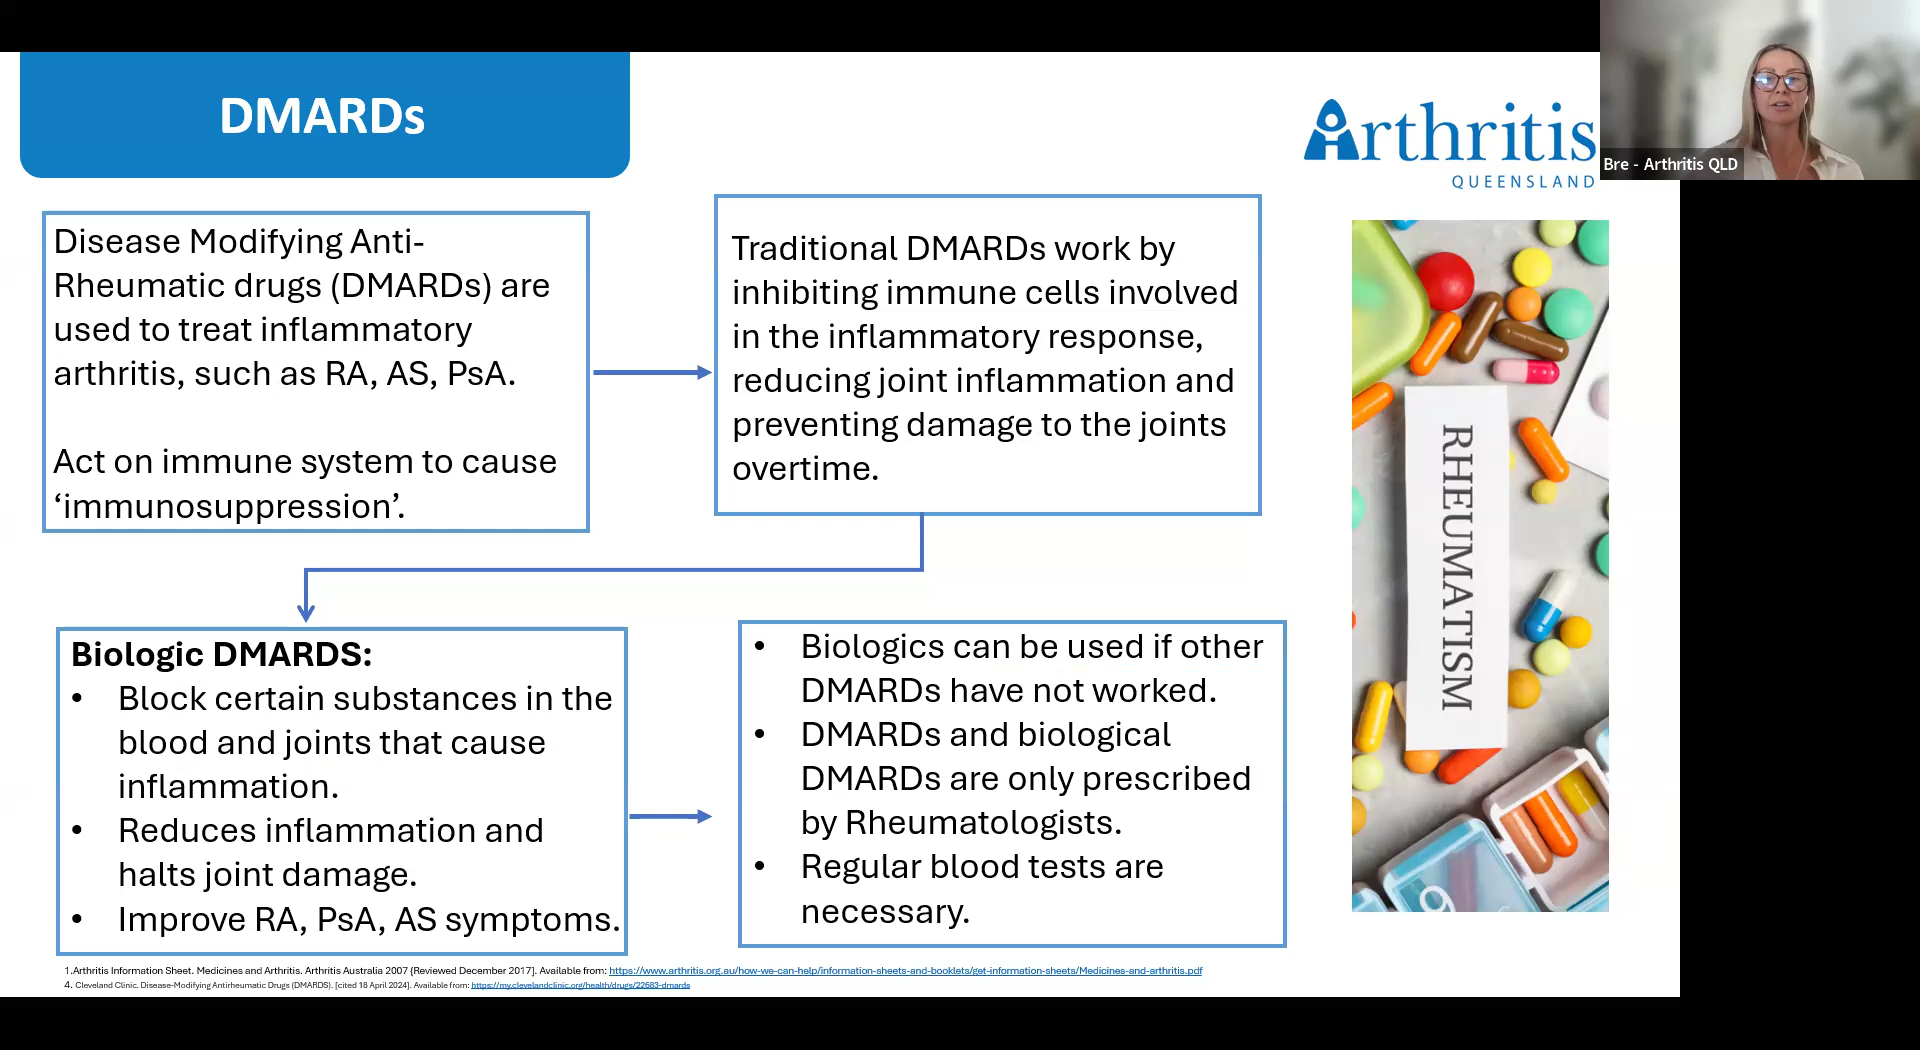 DMARDs
Arthritis
QUEENSLAND
Bre - Arthritis QLD
Disease Modifying Anti-
Rheumatic drugs (DMARDs) are
used to treat inflammatory
arthritis, such as RA, AS, PsA.
Act on immune system to cause
‘immunosuppression’.
Traditional DMARDs work by
inhibiting immune cells involved
in the inflammatory response,
reducing joint inflammation and
preventing damage to the joints
overtime.
Biologic DMARDS:
• Block certain substances in the
blood and joints that cause
inflammation.
• Reduces inflammation and
halts joint damage.
• Improve RA, PsA, AS symptoms.
• Biologics can be used if other
DMARDs have not worked.
• DMARDs and biological
DMARDs are only prescribed
by Rheumatologists.
• Regular blood tests are
necessary.
RHEUMATISM
9
1.Arthritis Information Sheet. Medicines and Arthritis. Arthritis Australia 2007 [Reviewed December 2017]. Available from: https://www.arthritis.org.au/how-we-can-help/information-sheets-and-booklets/get-information-sheets/Medicines-and-arthritis.pdf
4. Cleveland Clinic. Disease-Modifying Antirheumatic Drugs (DMARDS). [cited 18 April 2024]. Available from: https://my.clevelandclinic.org/health/drugs/22683-dmards